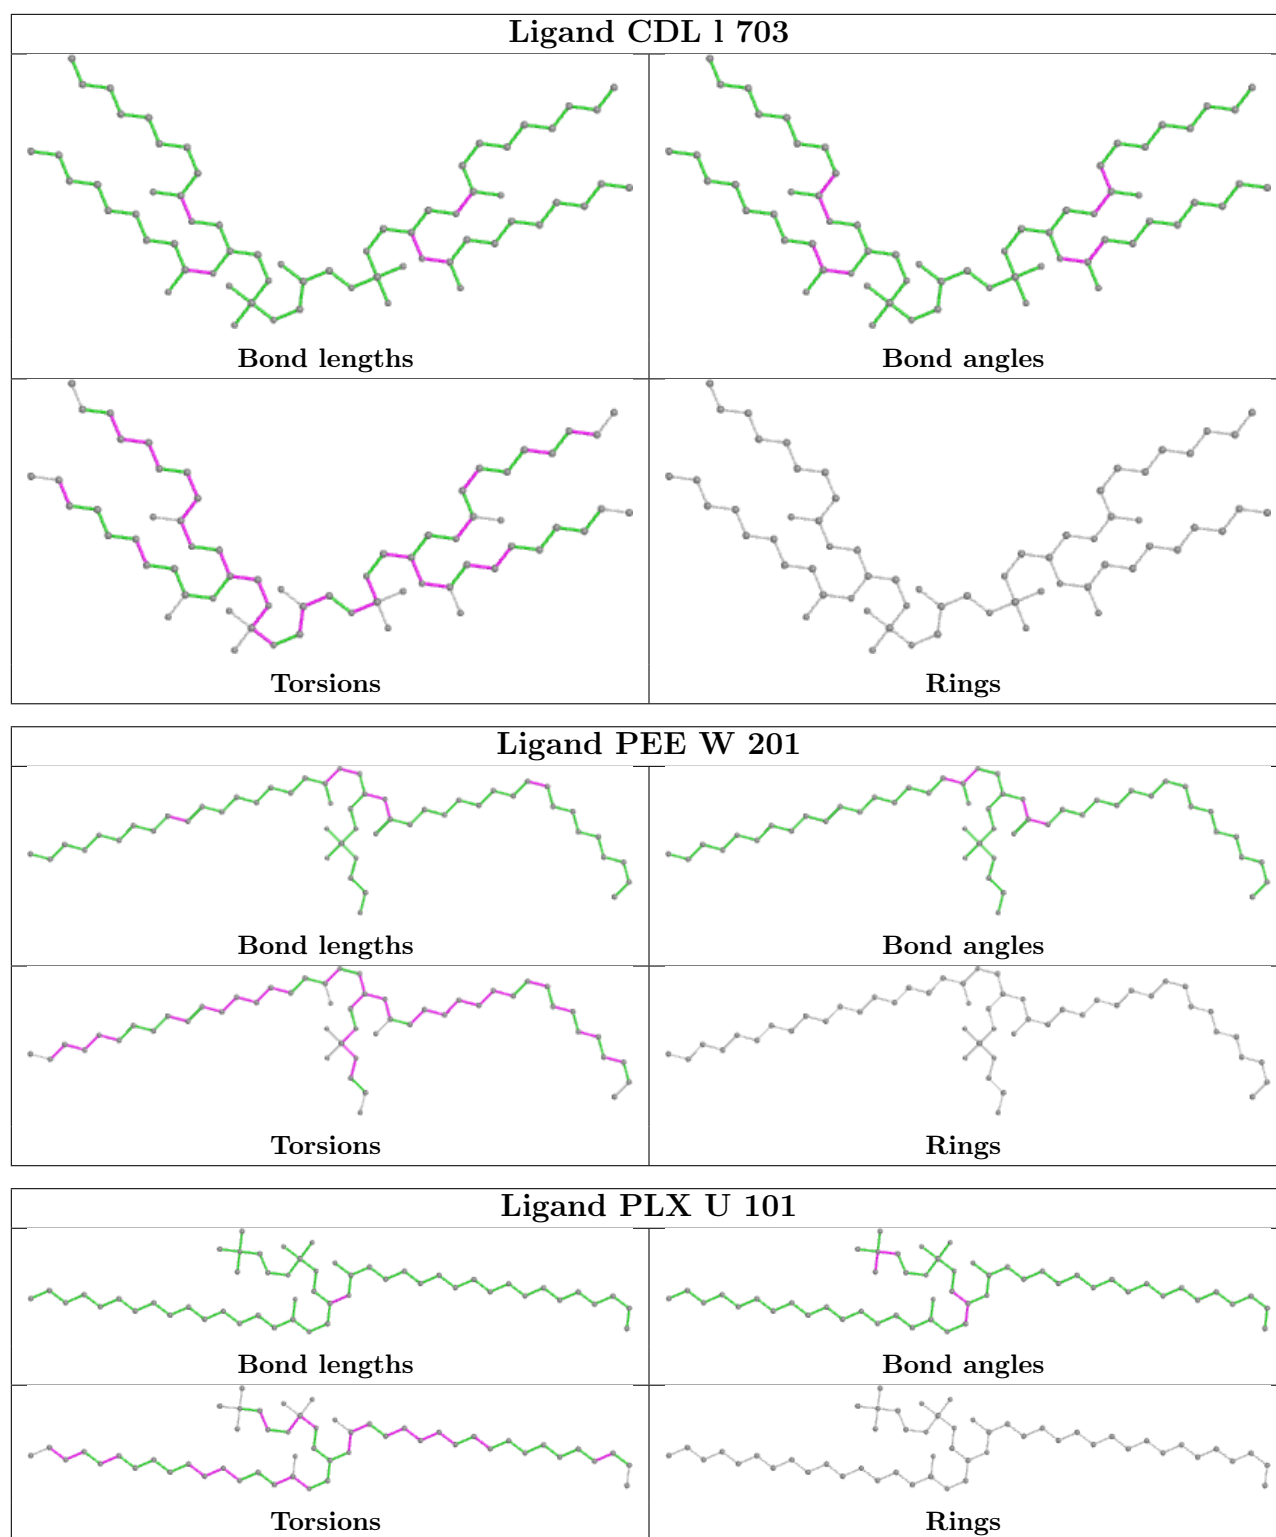 Ligand CDL l 703
Bond lengths
Bond angles
Torsions
Rings
Ligand PEE W 201
Bond lengths
Bond angles
Torsions
Rings
Ligand PLX U 101
Bond lengths
Bond angles
Torsions
Rings